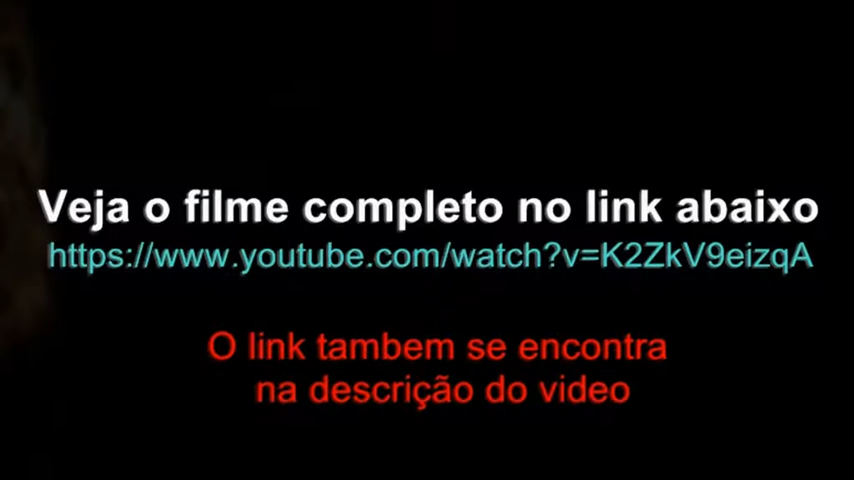 Veja o filme completo no link abaixo
https://www.youtube.com/watch?v=K2ZkV9eizqA
O link tambem se encontra
na descrição do video